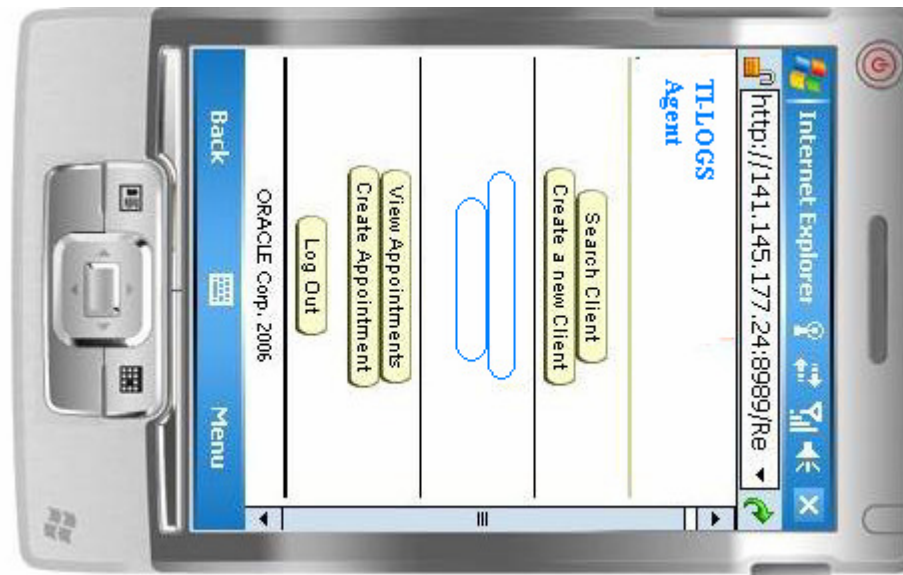 Internet Explorer
http://141.145.177.24:8989/Re
TI-LOGS
Agent
Search Client
Create a new Client
View Appointments
Create Appointment
Log Out
ORACLE Corp. 2006
Back
Menu